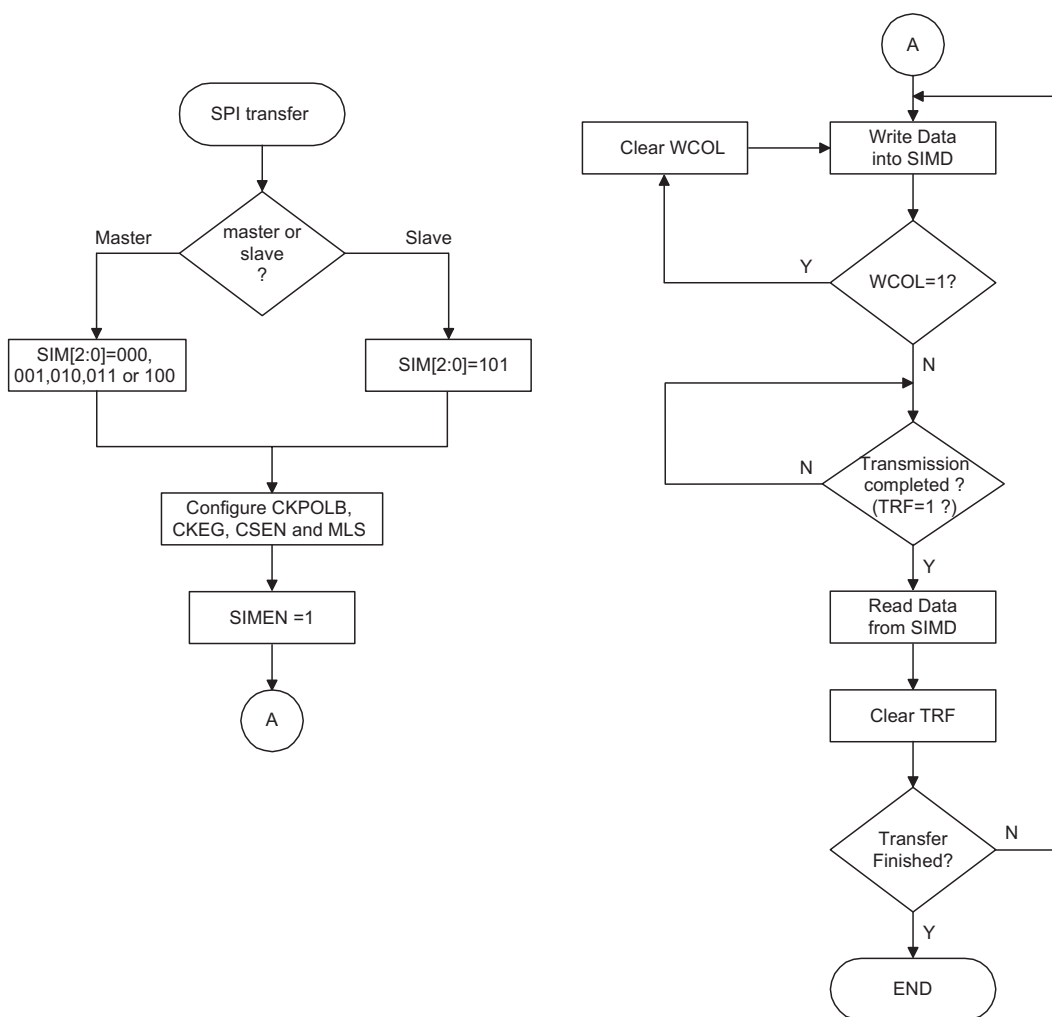 SPI transfer
master or
slave
?
Master
Slave
SIM[2:0]=000,
001,010,011 or 100
SIM[2:0]=101
Configure CKPOLB,
CKEG, CSEN and MLS
SIMEN =1
A
A
Write Data
into SIMD
Clear WCOL
WCOL=1?
Y
N
Transmission
completed ?
(TRF=1 ?)
N
Y
Read Data
from SIMD
Clear TRF
Transfer
Finished?
N
Y
END